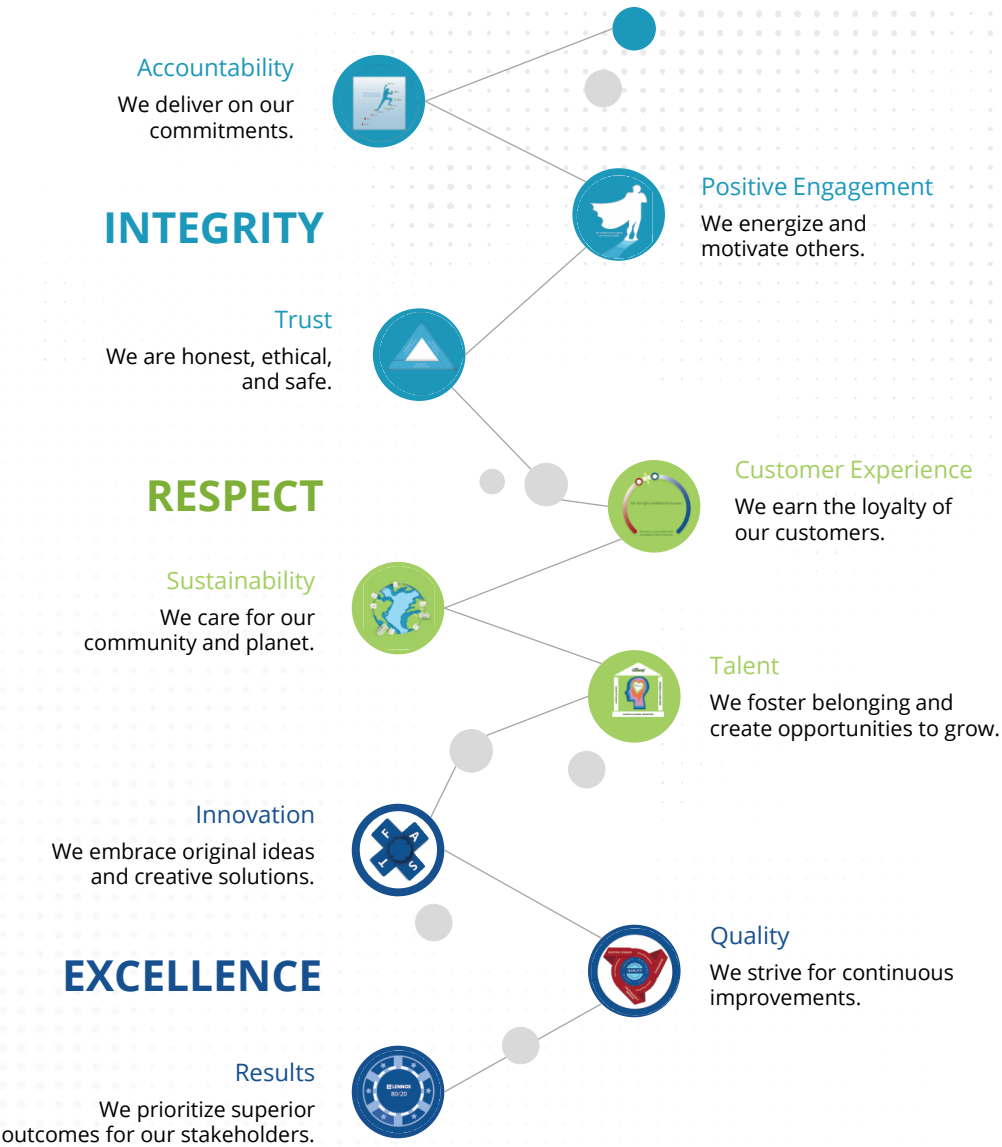 Accountability
We deliver on our
commitments.
Positive Engagement
We energize and
motivate others.
INTEGRITY
Trust
We are honest, ethical,
and safe.
Customer Experience
We earn the loyalty of
our customers.
RESPECT
Sustainability
We care for our
community and planet.
Talent
We foster belonging and
create opportunities to grow.
Innovation
We embrace original ideas
and creative solutions.
F
A
S
T
Quality
We strive for continuous
improvements.
QUALITY
EXCELLENCE
Results
We prioritize superior
outcomes for our stakeholders.
LENNOX
80/20